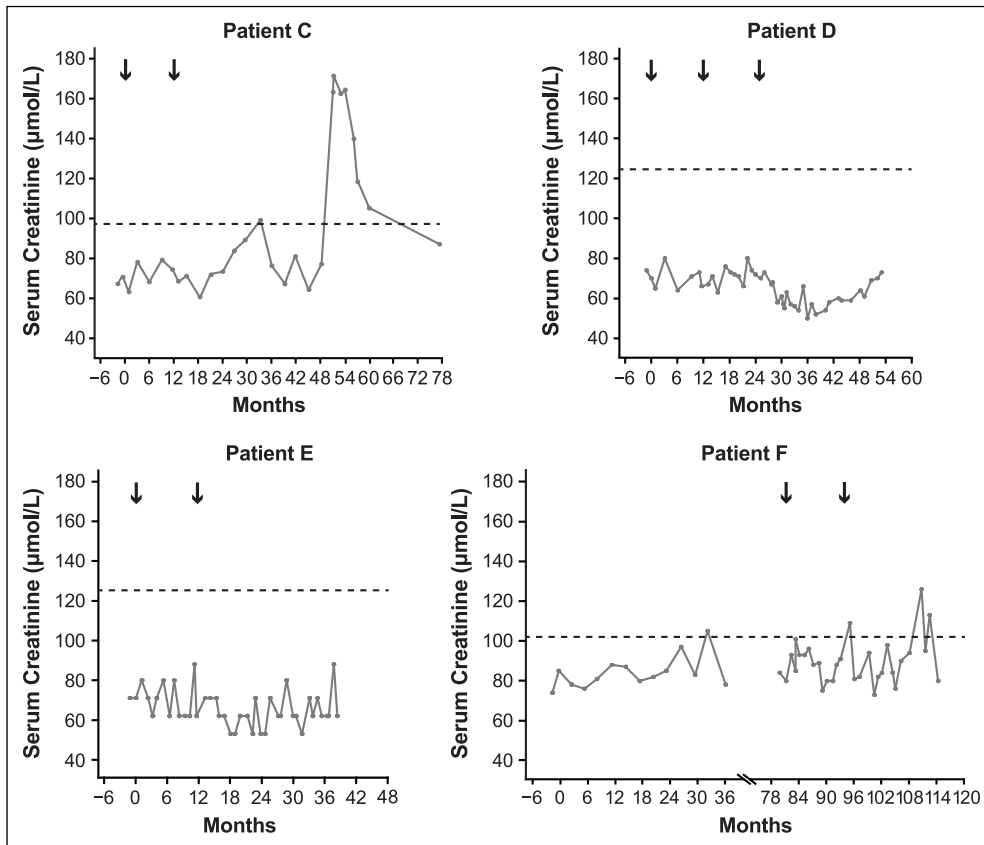 Patient C
Serum Creatinine (µmol/L)
180
160
140
120
100
80
60
40
−6 0 6 12 18 24 30 36 42 48 54 60 66 72 78
Months
Patient D
Serum Creatinine (µmol/L)
180
160
140
120
100
80
60
40
−6 0 6 12 18 24 30 36 42 48 54 60
Months
Patient E
Serum Creatinine (µmol/L)
180
160
140
120
100
80
60
40
−6 0 6 12 18 24 30 36 42 48
Months
Patient F
Serum Creatinine (µmol/L)
180
160
140
120
100
80
60
40
−6 0 6 12 18 24 30 36 78 84 90 96 102 108 114 120
Months